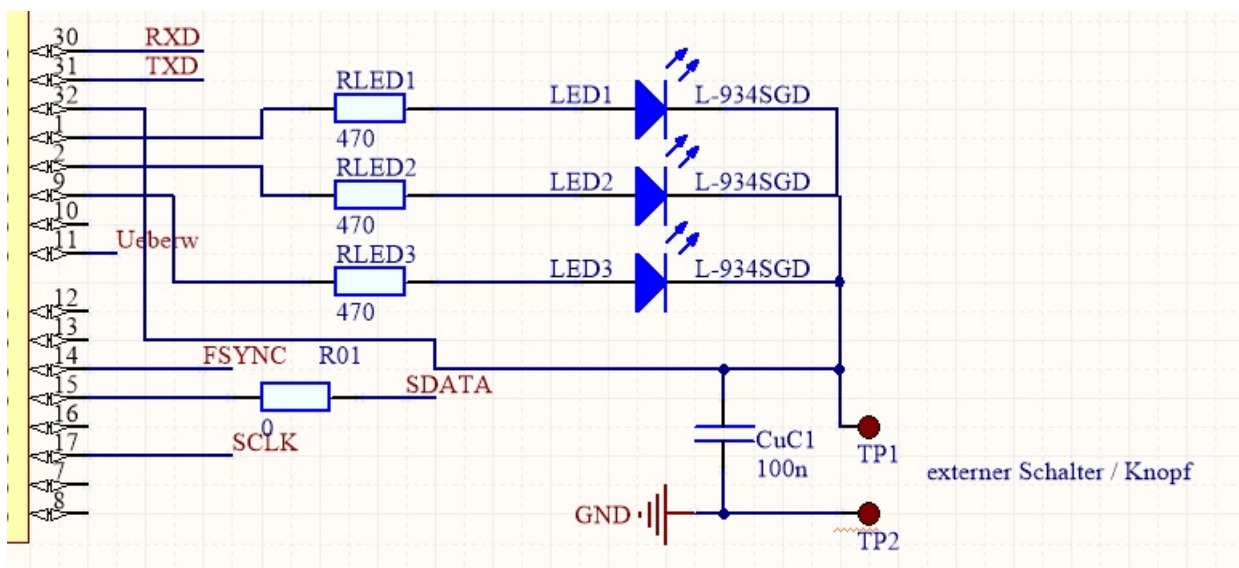 30 RXD
31 TXD
32 RLED1 LED1 L-934SGD
1 470
2 RLED2 LED2 L-934SGD
9 470
10
11 Ueberw RLED3 LED3 L-934SGD
12 470
13
14 FSYNC R01
15 SDATA
16 0
17 SCLK
CuC1
100n
TP1
7
8
externer Schalter / Knopf
GND
TP2